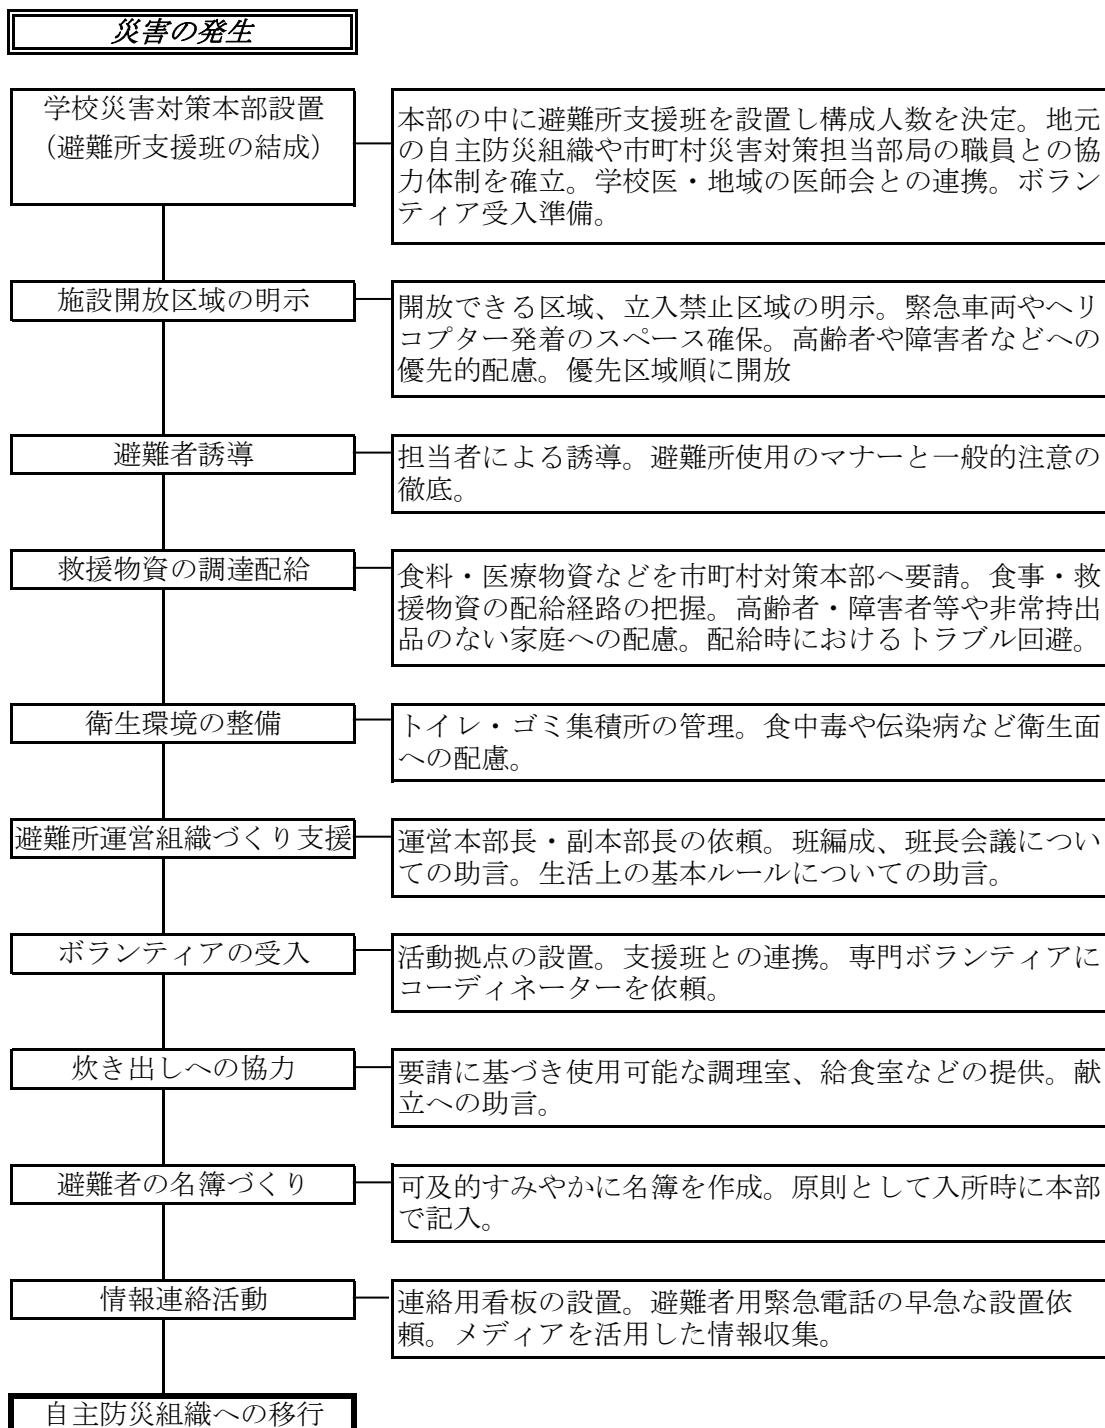 災害の発生
学校災害対策本部設置
(避難所支援班の結成)
本部の中に避難所支援班を設置し構成人数を決定。地元
の自主防災組織や市町村災害対策担当部局の職員との協
力体制を確立。学校医・地域の医師会との連携。ボラン
ティア受入準備。
施設開放区域の明示
開放できる区域、立入禁止区域の明示。緊急車両やヘリ
コプター発着のスペース確保。高齢者や障害者などへの
優先的配慮。優先区域順に開放
避難者誘導
担当者による誘導。避難所使用のマナーと一般的注意の
徹底。
救援物資の調達配給
食料・医療物資などを市町村対策本部へ要請。食事・救
援物資の配給経路の把握。高齢者・障害者等や非常持出
品のない家庭への配慮。配給時におけるトラブル回避。
衛生環境の整備
トイレ・ゴミ集積所の管理。食中毒や伝染病など衛生面
への配慮。
避難所運営組織づくり支援
運営本部長・副本部長の依頼。班編成、班長会議につい
ての助言。生活上の基本ルールについての助言。
ボランティアの受入
活動拠点の設置。支援班との連携。専門ボランティアに
コーディネーターを依頼。
炊き出しへの協力
要請に基づき使用可能な調理室、給食室などの提供。献
立への助言。
避難者の名簿づくり
可及的すみやかに名簿を作成。原則として入所時に本部
で記入。
情報連絡活動
連絡用看板の設置。避難者用緊急電話の早急な設置依
頼。メディアを活用した情報収集。
自主防災組織への移行